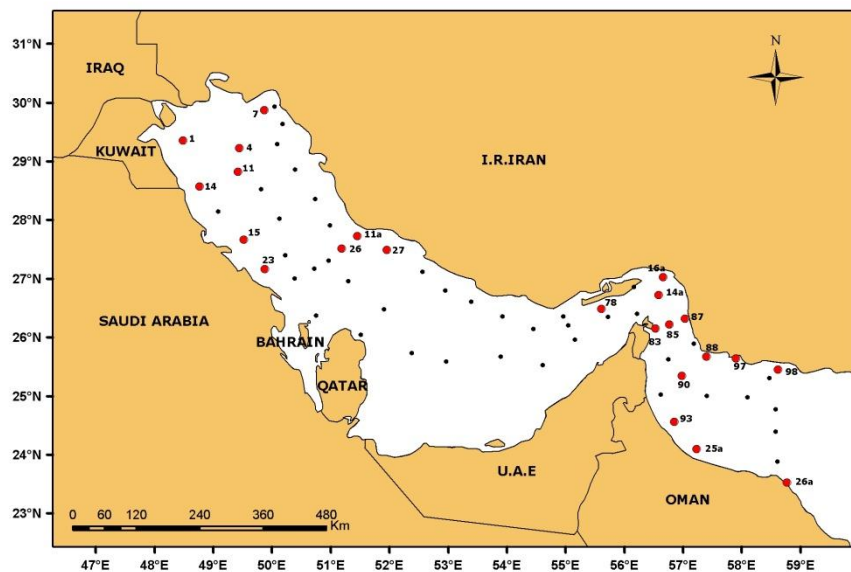 N
31°N
IRAQ
30°N
7
1
4
KUWAIT
29°N
11
I.R.IRAN
14
28°N
15
11a
26
27
23
27°N
16a
14a
78
SAUDI ARABIA
87
26°N
BAHRAIN
83
85
88
97
98
QATAR
90
25°N
93
25a
24°N
U.A.E
26a
OMAN
23°N
0 60 120 240 360 480
Km
47°E 48°E 49°E 50°E 51°E 52°E 53°E 54°E 55°E 56°E 57°E 58°E 59°E